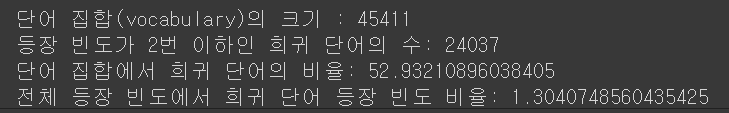 단어 집합(vocabulary)의 크기 : 45411
등장 빈도가 2번 이하인 희귀 단어의 수: 24037
단어 집합에서 희귀 단어의 비율: 52.93210896038405
전체 등장 빈도에서 희귀 단어 등장 빈도 비율: 1.3040748560435425